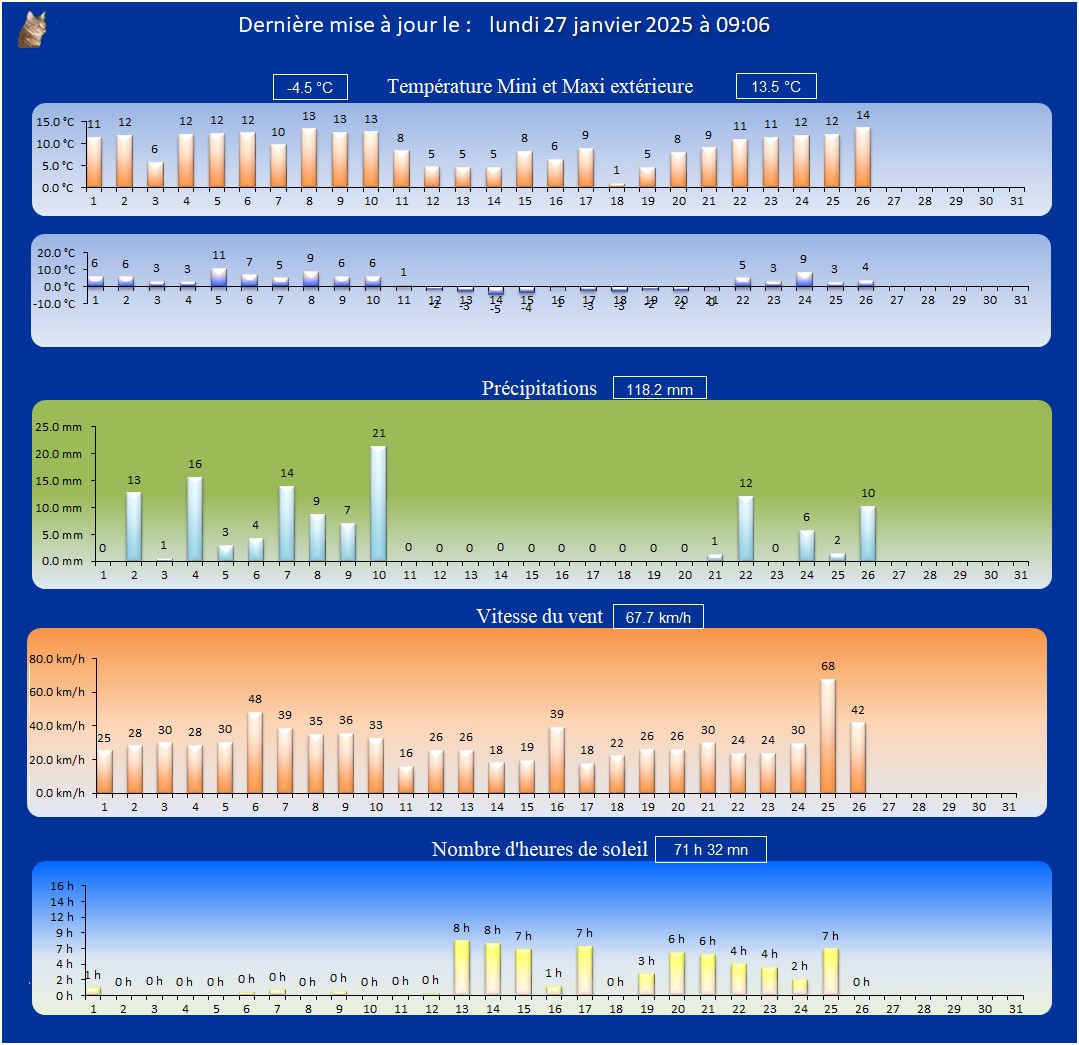 Dernière mise à jour le : lundi 27 janvier 2025 à 09:06
-4.5 °C Température Mini et Maxi extérieure 13.5 °C
15.0 °C
10.0 °C
5.0 °C
0.0 °C
11 12 6 12 12 12 10 13 13 13 8 5 5 5 8 6 9 1 5 8 9 11 11 12 12 14
1 2 3 4 5 6 7 8 9 10 11 12 13 14 15 16 17 18 19 20 21 22 23 24 25 26 27 28 29 30 31
20.0 °C
10.0 °C
0.0 °C
-10.0 °C
6 6 3 3 11 7 5 9 6 6 1 -2 -3 -5 -4 -3 -3 -2 -2 0 5 3 9 3 4
1 2 3 4 5 6 7 8 9 10 11 12 13 14 15 16 17 18 19 20 21 22 23 24 25 26 27 28 29 30 31
Précipitations 118.2 mm
25.0 mm
20.0 mm
15.0 mm
10.0 mm
5.0 mm
0.0 mm
0 13 1 16 3 4 14 9 7 21 0 0 0 0 0 0 0 0 0 0 1 12 0 6 2 10
1 2 3 4 5 6 7 8 9 10 11 12 13 14 15 16 17 18 19 20 21 22 23 24 25 26 27 28 29 30 31
Vitesse du vent 67.7 km/h
80.0 km/h
60.0 km/h
40.0 km/h
20.0 km/h
0.0 km/h
25 28 30 28 30 48 39 35 36 33 16 26 26 18 19 39 18 22 26 26 30 24 24 30 68 42
1 2 3 4 5 6 7 8 9 10 11 12 13 14 15 16 17 18 19 20 21 22 23 24 25 26 27 28 29 30 31
Nombre d'heures de soleil 71 h 32 mn
16 h
14 h
12 h
9 h
7 h
4 h
2 h
0 h
1 h 0 h 0 h 0 h 0 h 0 h 0 h 0 h 0 h 0 h 0 h 0 h 8 h 8 h 7 h 1 h 7 h 0 h 3 h 6 h 6 h 4 h 4 h 2 h 7 h 0 h
1 2 3 4 5 6 7 8 9 10 11 12 13 14 15 16 17 18 19 20 21 22 23 24 25 26 27 28 29 30 31